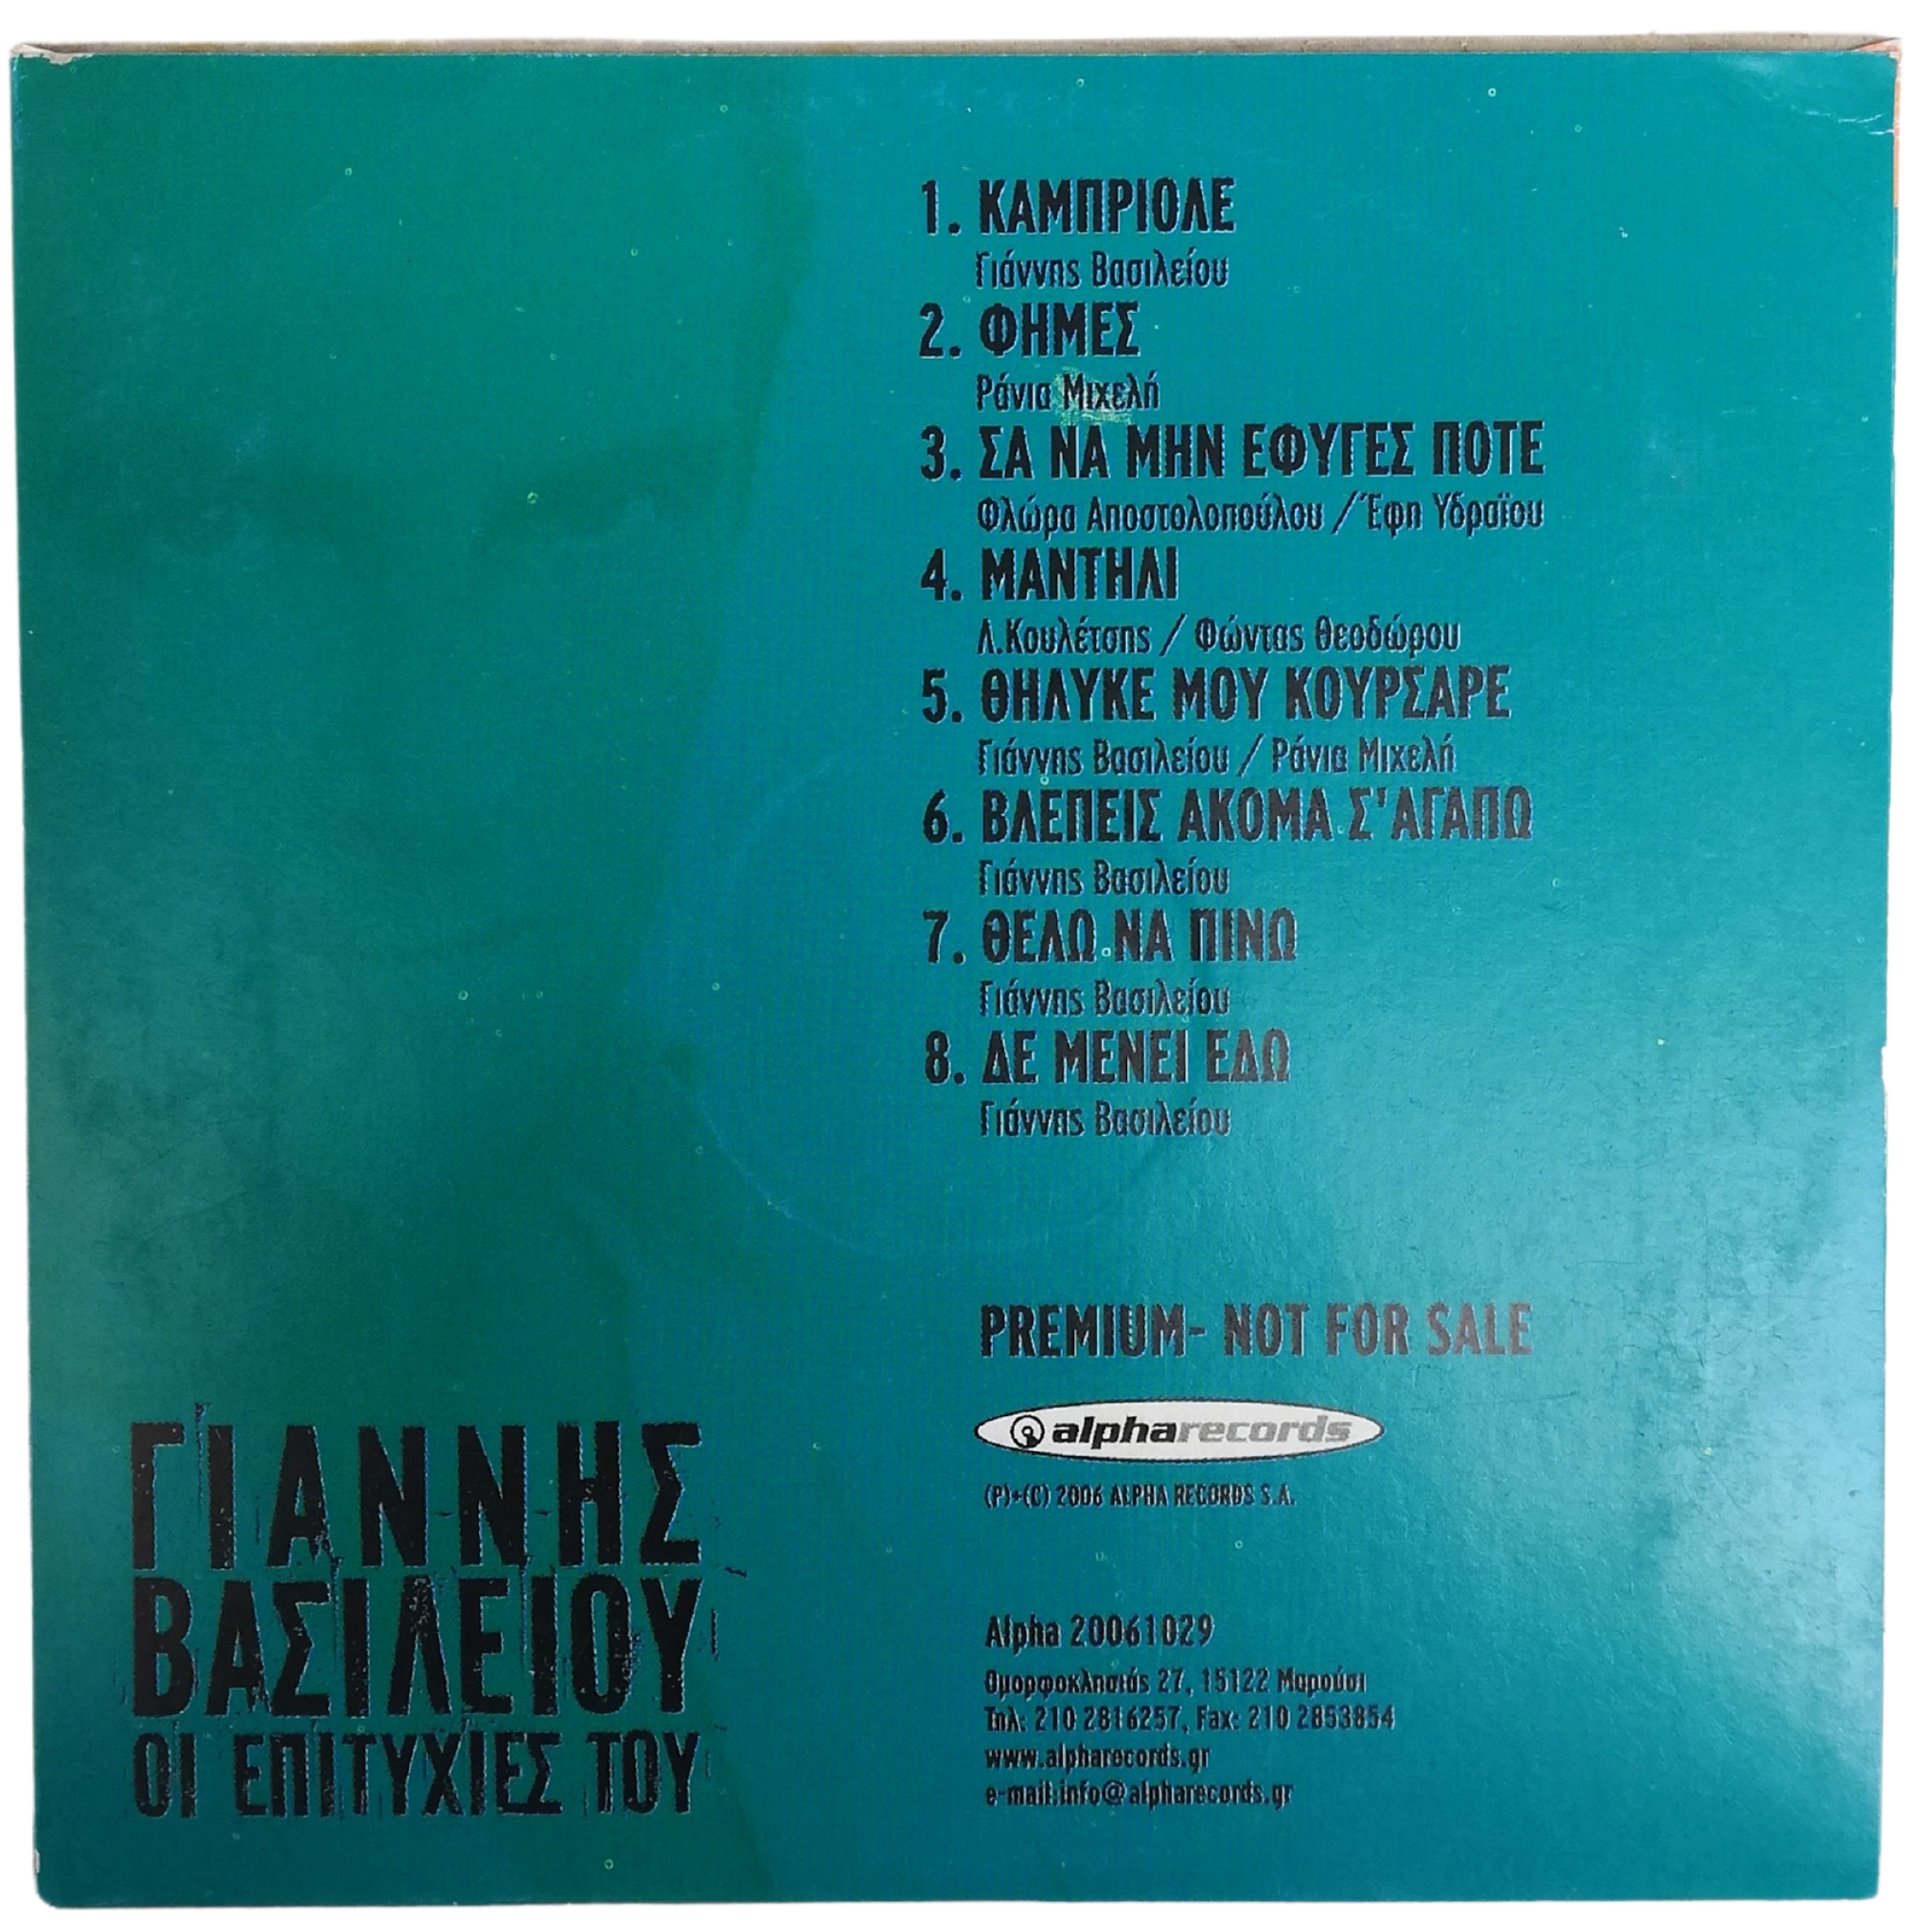 1. ΚΑΜΠΡΙΟΛΕ
Γιάννης Βασιλείου
2. ΦΗΜΕΣ
Ράνια Μιχελή
3. ΣΑ ΝΑ ΜΗΝ ΕΦΥΓΕΣ ΠΟΤΕ
Φλώρα Αποστολοπούλου / Έφη Υδραϊου
4. ΜΑΝΤΗΛΙ
Λ.Κουλέτσης / Φώντας Θεοδώρου
5. ΘΗΛΥΚΕ ΜΟΥ ΚΟΥΡΣΑΡΕ
Γιάννης Βασιλείου / Ράνια Μιχελή
6. ΒΛΕΠΕΙΣ ΑΚΟΜΑ Σ'ΑΓΑΠΩ
Γιάννης Βασιλείου
7. ΘΕΛΩ ΝΑ ΠΙΝΩ
Γιάννης Βασιλείου
8. ΔΕ ΜΕΝΕΙ ΕΔΩ
Γιάννης Βασιλείου
PREMIUM- NOT FOR SALE
alpharecords
(P)+(C) 2006 ALPHA RECORDS S.A.
Alpha 20061029
Ομορφοκλησιάς 27, 15122 Μαρούσι
Τηλ: 210 2816257, Fax: 210 2853854
www.alpharecords.gr
e-mail:info@alpharecords.gr
ΓΙΑΝΝΗΣ
ΒΑΣΙΛΕΙΟΥ
ΟΙ ΕΠΙΤΥΧΙΕΣ ΤΟΥ